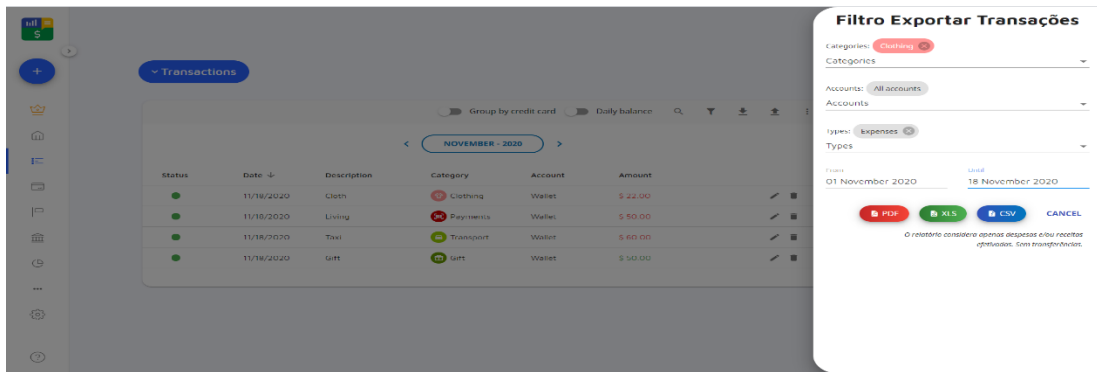 Filtro Exportar Transações
Categories: Clothing
Categories
Accounts: All accounts
Accounts
Types: Expenses
Types
From
Until
01 November 2020
18 November 2020
PDF
XLS
CSV
CANCEL
O relatório considera apenas despesas e/ou receitas
efetivadas. Sem transferências.
$
+
Transactions
Group by credit card
Daily balance
NOVEMBER - 2020
Status Date Description Category Account Amount
11/18/2020 Cloth Clothing Wallet $ 22.00
11/18/2020 Living Payments Wallet $ 50.00
11/18/2020 Taxi Transport Wallet $ 60.00
11/18/2020 Gift Gift Wallet $ 50.00